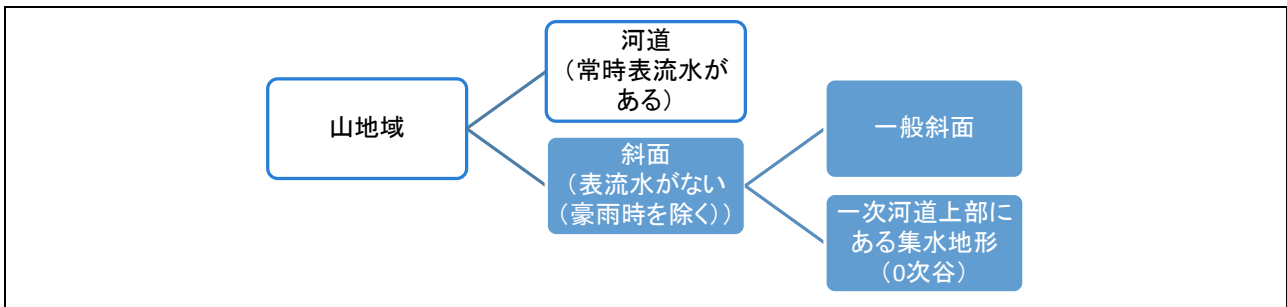 山地域
河道
（常時表流水が
ある）
斜面
（表流水がない
（豪雨時を除く））
一般斜面
一次河道上部に
ある集水地形
（0次谷）